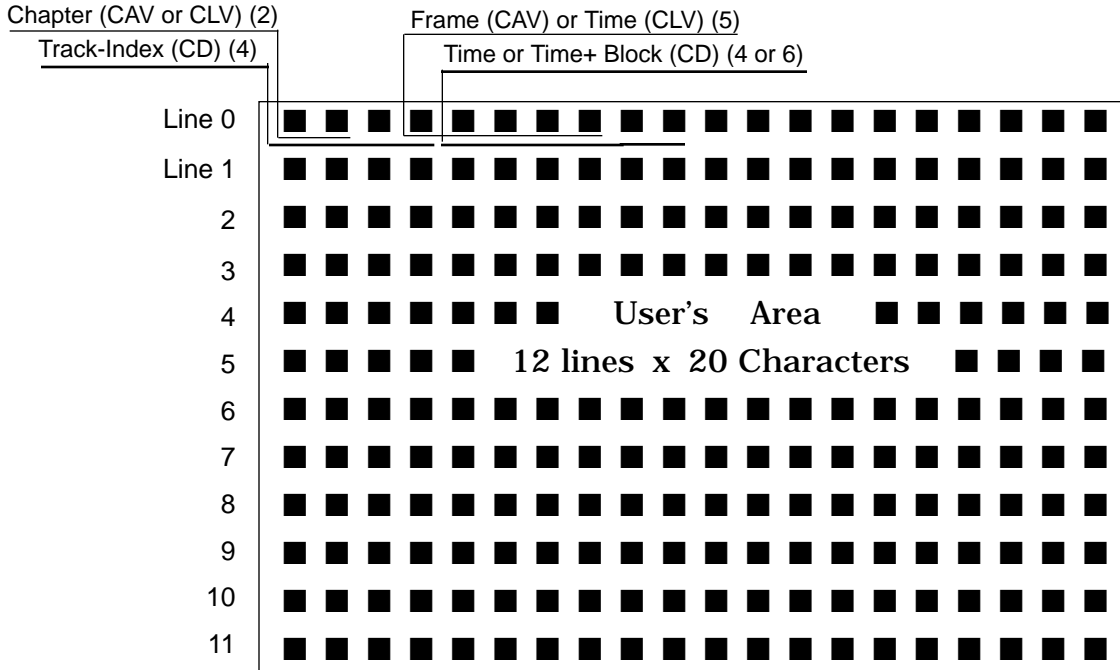 Chapter (CAV or CLV) (2)
Frame (CAV) or Time (CLV) (5)
Track-Index (CD) (4)
Time or Time+ Block (CD) (4 or 6)
Line 0
Line 1
2
3
4 User's Area
5 12 lines x 20 Characters
6
7
8
9
10
11